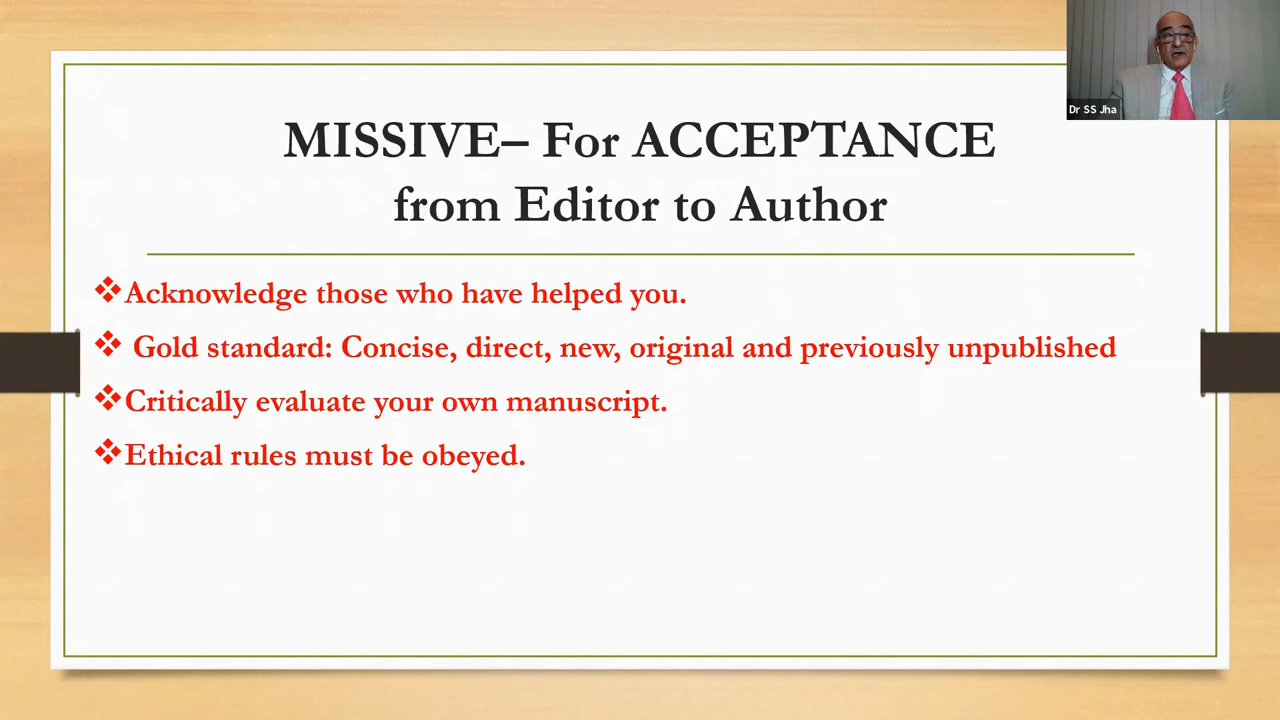 MISSIVE– For ACCEPTANCE
from Editor to Author
❖Acknowledge those who have helped you.
❖ Gold standard: Concise, direct, new, original and previously unpublished
❖Critically evaluate your own manuscript.
❖Ethical rules must be obeyed.
Dr SS Jha